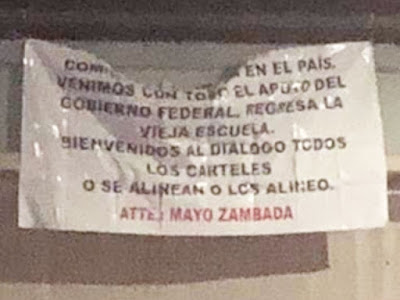 EN EL PAÍS.
VENIMOS CON TODO EL APOYO DEL
GOBIERNO FEDERAL. REGRESA LA
VIEJA ESCUELA.
BIENVENIDOS AL DIALOGO TODOS
LOS CARTELES
O SE ALINEAN O LOS ALINEO.
ATTE: MAYO ZAMBADA